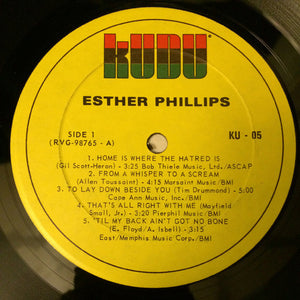 KUDU
ESTHER PHILLIPS
SIDE 1
KU - 05
(RVG-98765 - A)
1. HOME IS WHERE THE HATRED IS
(Gil Scott-Heron) - 3:25 Bob Thiele Music Ltd./ASCAP
2. FROM A WHISPER TO A SCREAM
(Allen Toussaint) - 4:15 Marsaint Music/BMI
3. TO LAY DOWN BESIDE YOU (Tim Drummond) - 5:00
Cape Ann Music, Inc./BMI
4. THAT'S ALL RIGHT WITH ME (Mayfield
Small, Jr.) - 3:20 Pierphil Music/BMI
5. 'TIL MY BACK AIN'T GOT NO BONE
(E. Floyd/A. Isbell) - 3:15
East/Memphis Music Corp./BMI